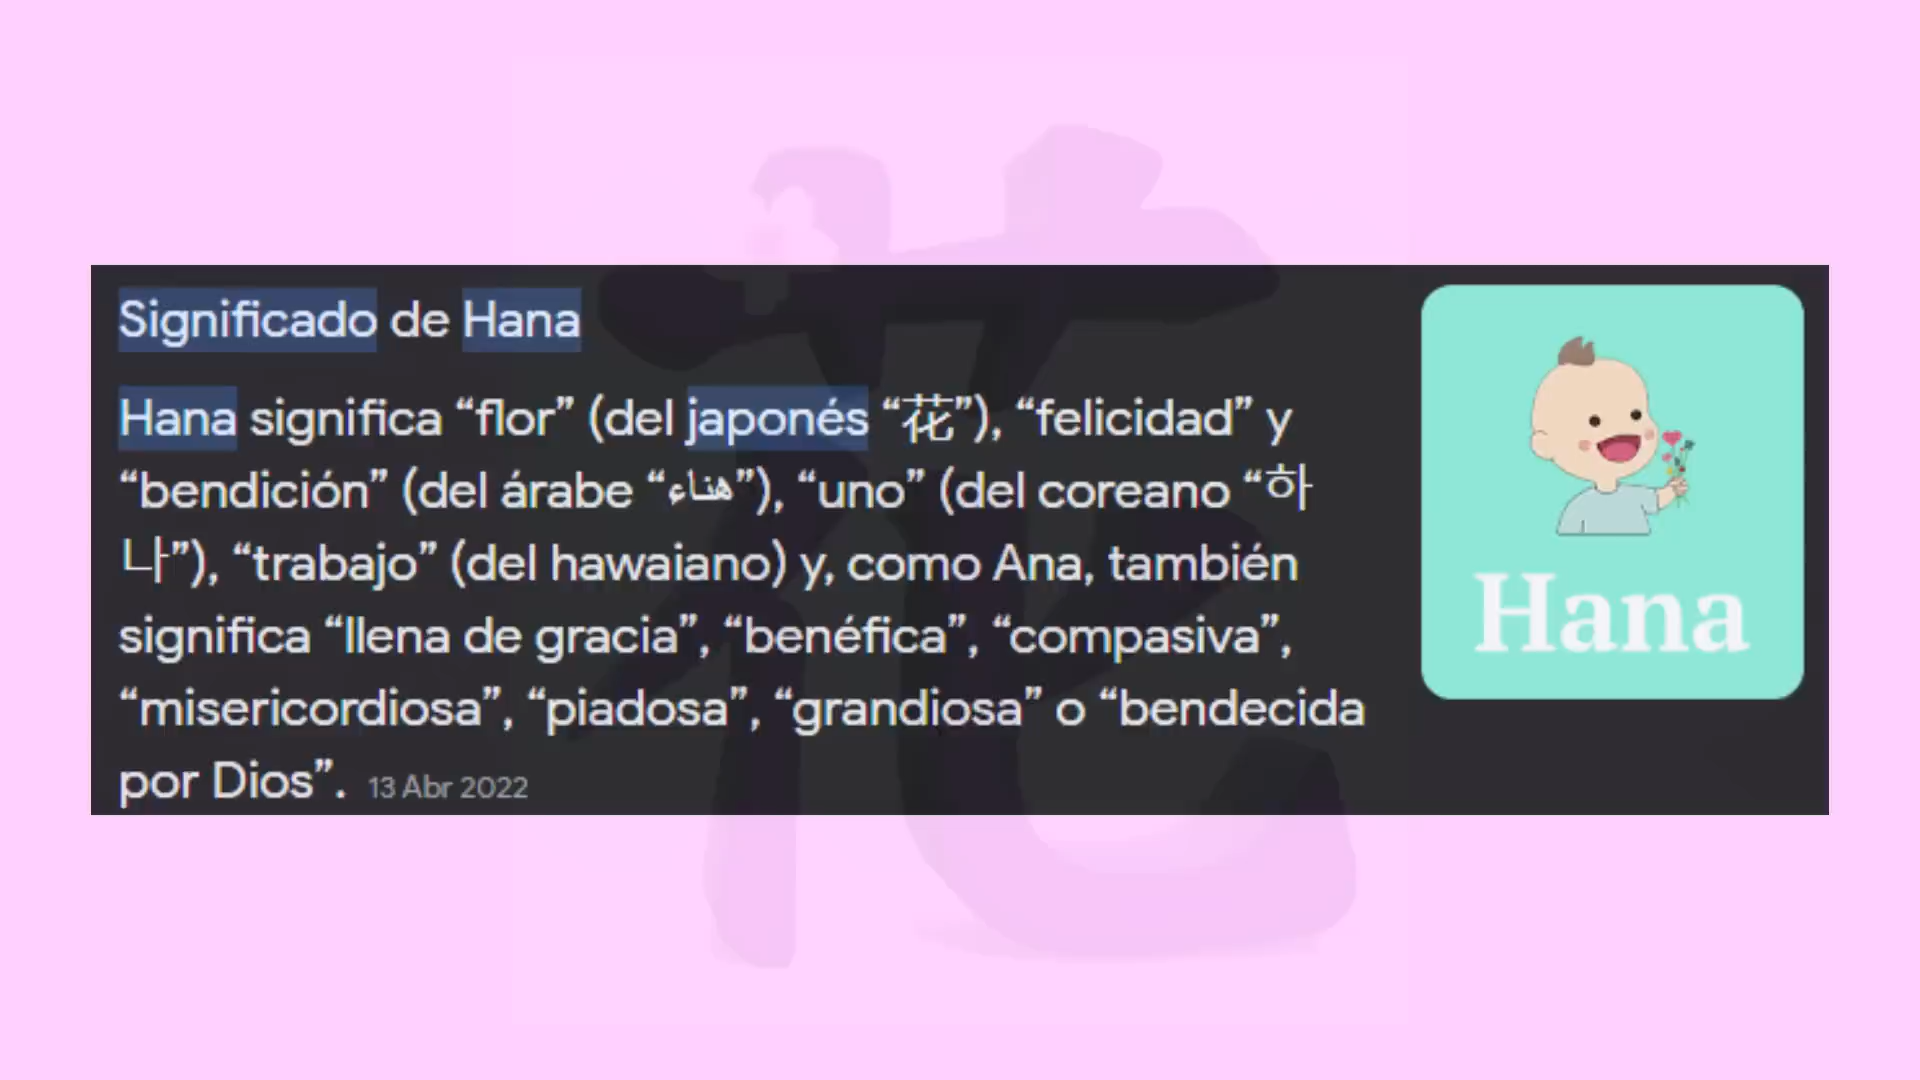 Significado de Hana
Hana significa “flor” (del japonés “花”), “felicidad” y
“bendición” (del árabe “هناء”), “uno” (del coreano “하
나”), “trabajo” (del hawaiano) y, como Ana, también
significa “llena de gracia”, “benéfica”, “compasiva”,
“misericordiosa”, “piadosa”, “grandiosa” o “bendecida
por Dios”. 13 Abr 2022
Hana
花